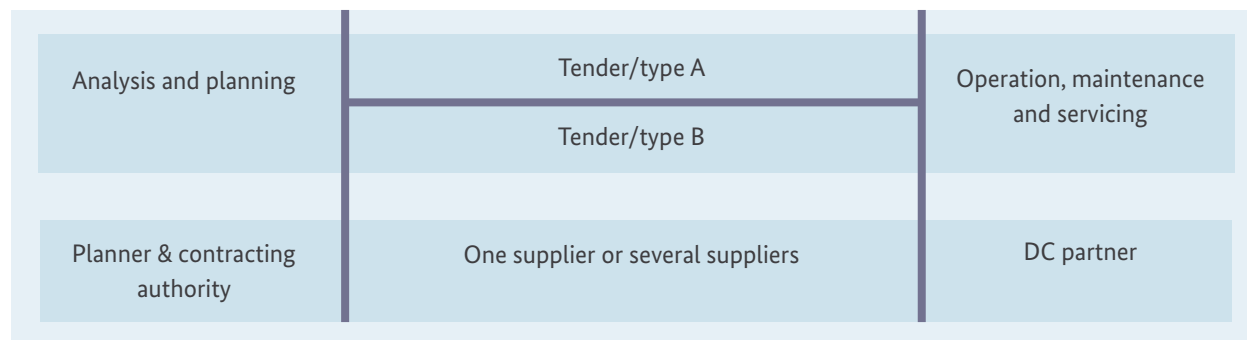 Analysis and planning
Tender/type A
Tender/type B
Operation, maintenance
and servicing
Planner & contracting
authority
One supplier or several suppliers
DC partner